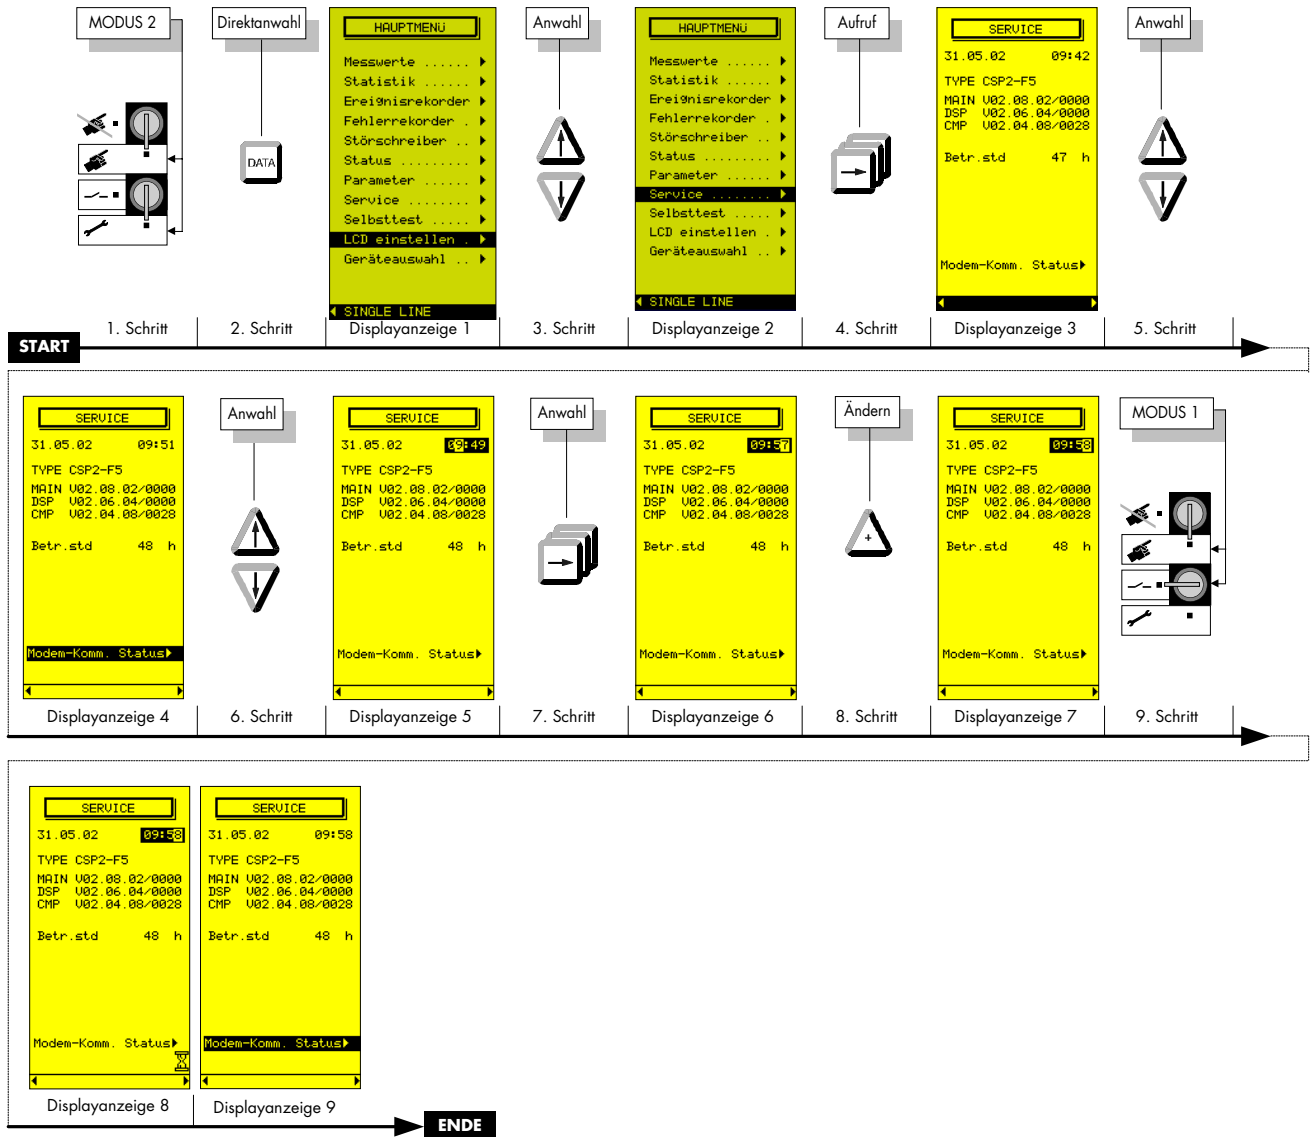 MODUS 2
Direktanwahl
DATA
HAUPTMENÜ
Messwerte ......
Statistik ......
Ereignisrekorder
Fehlerrekorder .
Störschreiber ..
Status .........
Parameter ......
Service ........
Selbsttest .....
LCD einstellen .
Geräteauswahl ..
SINGLE LINE
Anwahl
HAUPTMENÜ
Messwerte ......
Statistik ......
Ereignisrekorder
Fehlerrekorder .
Störschreiber ..
Status .........
Parameter ......
Service ........
Selbsttest .....
LCD einstellen .
Geräteauswahl ..
SINGLE LINE
Aufruf
SERVICE
31.05.02 09:42
TYPE CSP2-F5
MAIN V02.08.02/0000
DSP V02.06.04/0000
CMP V02.04.08/0028
Betr.std 47 h
Modem-Komm. Status
Anwahl
1. Schritt
2. Schritt
Displayanzeige 1
3. Schritt
Displayanzeige 2
4. Schritt
Displayanzeige 3
5. Schritt
START
SERVICE
31.05.02 09:51
TYPE CSP2-F5
MAIN V02.08.02/0000
DSP V02.06.04/0000
CMP V02.04.08/0028
Betr.std 48 h
Modem-Komm. Status
Anwahl
SERVICE
31.05.02 09:49
TYPE CSP2-F5
MAIN V02.08.02/0000
DSP V02.06.04/0000
CMP V02.04.08/0028
Betr.std 48 h
Modem-Komm. Status
Anwahl
SERVICE
31.05.02 09:57
TYPE CSP2-F5
MAIN V02.08.02/0000
DSP V02.06.04/0000
CMP V02.04.08/0028
Betr.std 48 h
Modem-Komm. Status
Ändern
+
SERVICE
31.05.02 09:58
TYPE CSP2-F5
MAIN V02.08.02/0000
DSP V02.06.04/0000
CMP V02.04.08/0028
Betr.std 48 h
Modem-Komm. Status
MODUS 1
Displayanzeige 4
6. Schritt
Displayanzeige 5
7. Schritt
Displayanzeige 6
8. Schritt
Displayanzeige 7
9. Schritt
SERVICE
31.05.02 09:58
TYPE CSP2-F5
MAIN V02.08.02/0000
DSP V02.06.04/0000
CMP V02.04.08/0028
Betr.std 48 h
Modem-Komm. Status
SERVICE
31.05.02 09:58
TYPE CSP2-F5
MAIN V02.08.02/0000
DSP V02.06.04/0000
CMP V02.04.08/0028
Betr.std 48 h
Modem-Komm. Status
Displayanzeige 8
Displayanzeige 9
ENDE